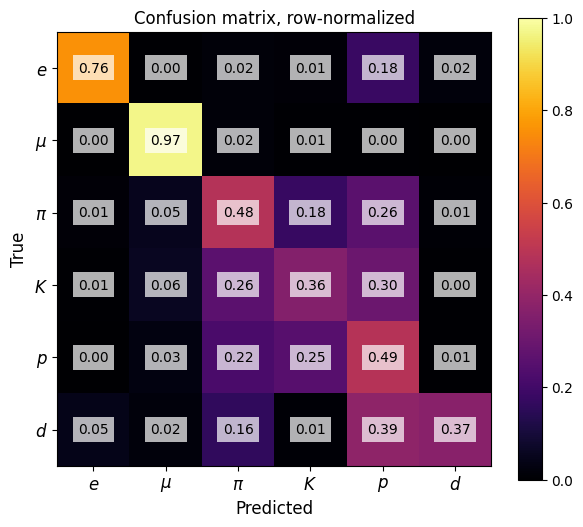 Confusion matrix, row-normalized
True
e 0.76 0.00 0.02 0.01 0.18 0.02
μ 0.00 0.97 0.02 0.01 0.00 0.00
π 0.01 0.05 0.48 0.18 0.26 0.01
K 0.01 0.06 0.26 0.36 0.30 0.00
p 0.00 0.03 0.22 0.25 0.49 0.01
d 0.05 0.02 0.16 0.01 0.39 0.37
e μ π K p d
Predicted
1.0
0.8
0.6
0.4
0.2
0.0